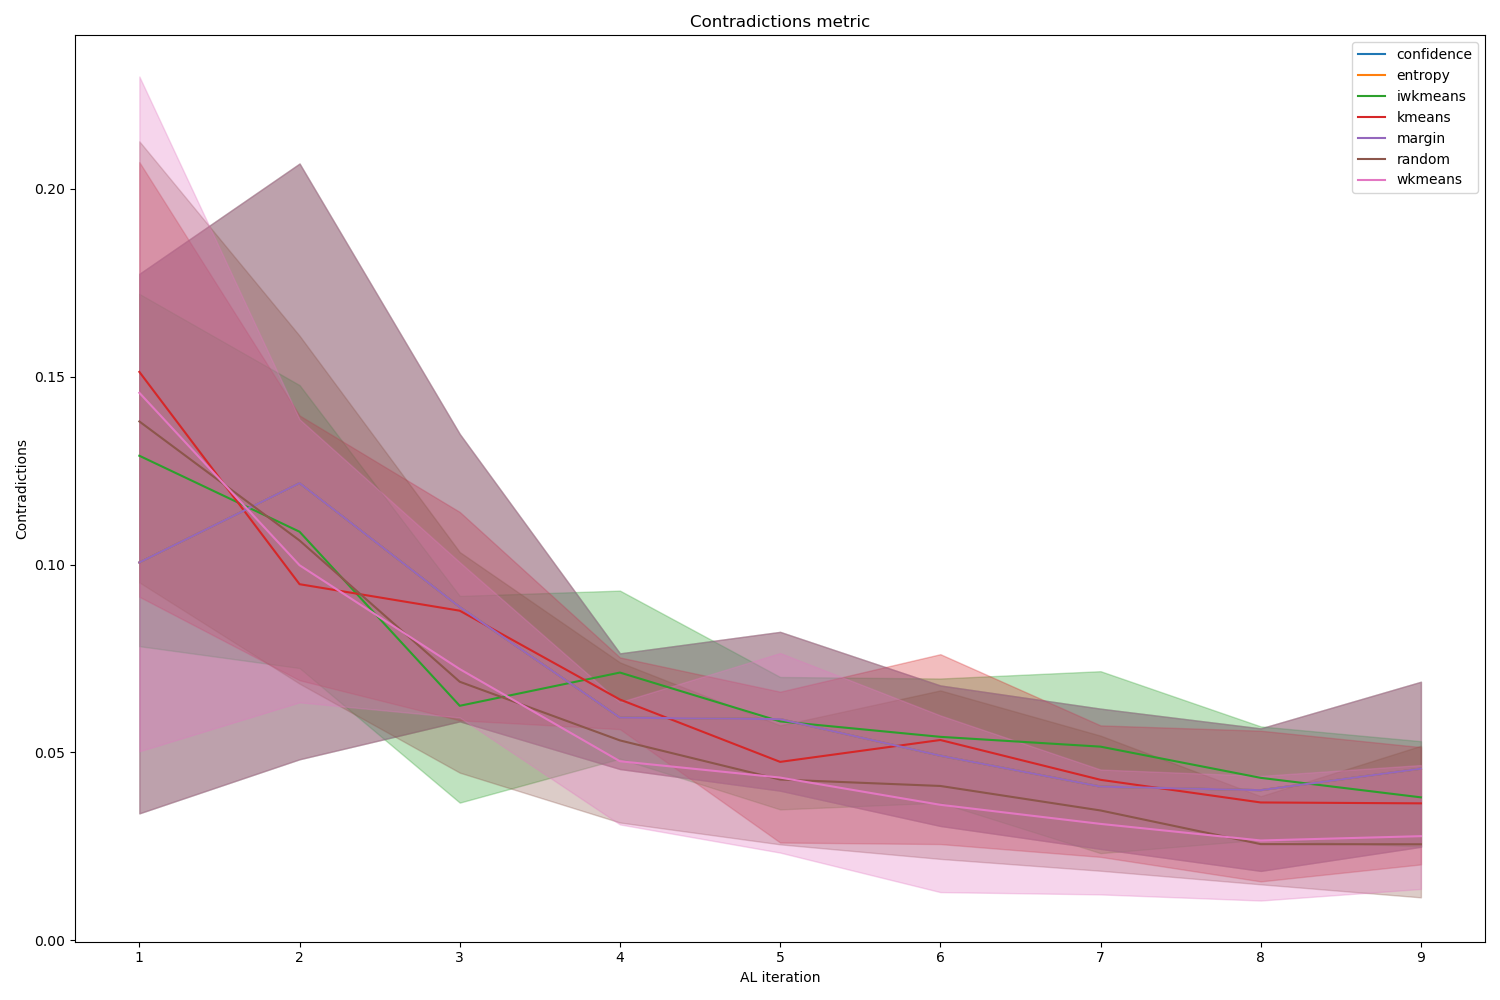 Contradictions metric
confidence
entropy
iwkmeans
kmeans
margin
random
wkmeans
Contradictions
0.20
0.15
0.10
0.05
0.00
1 2 3 4 5 6 7 8 9
AL iteration